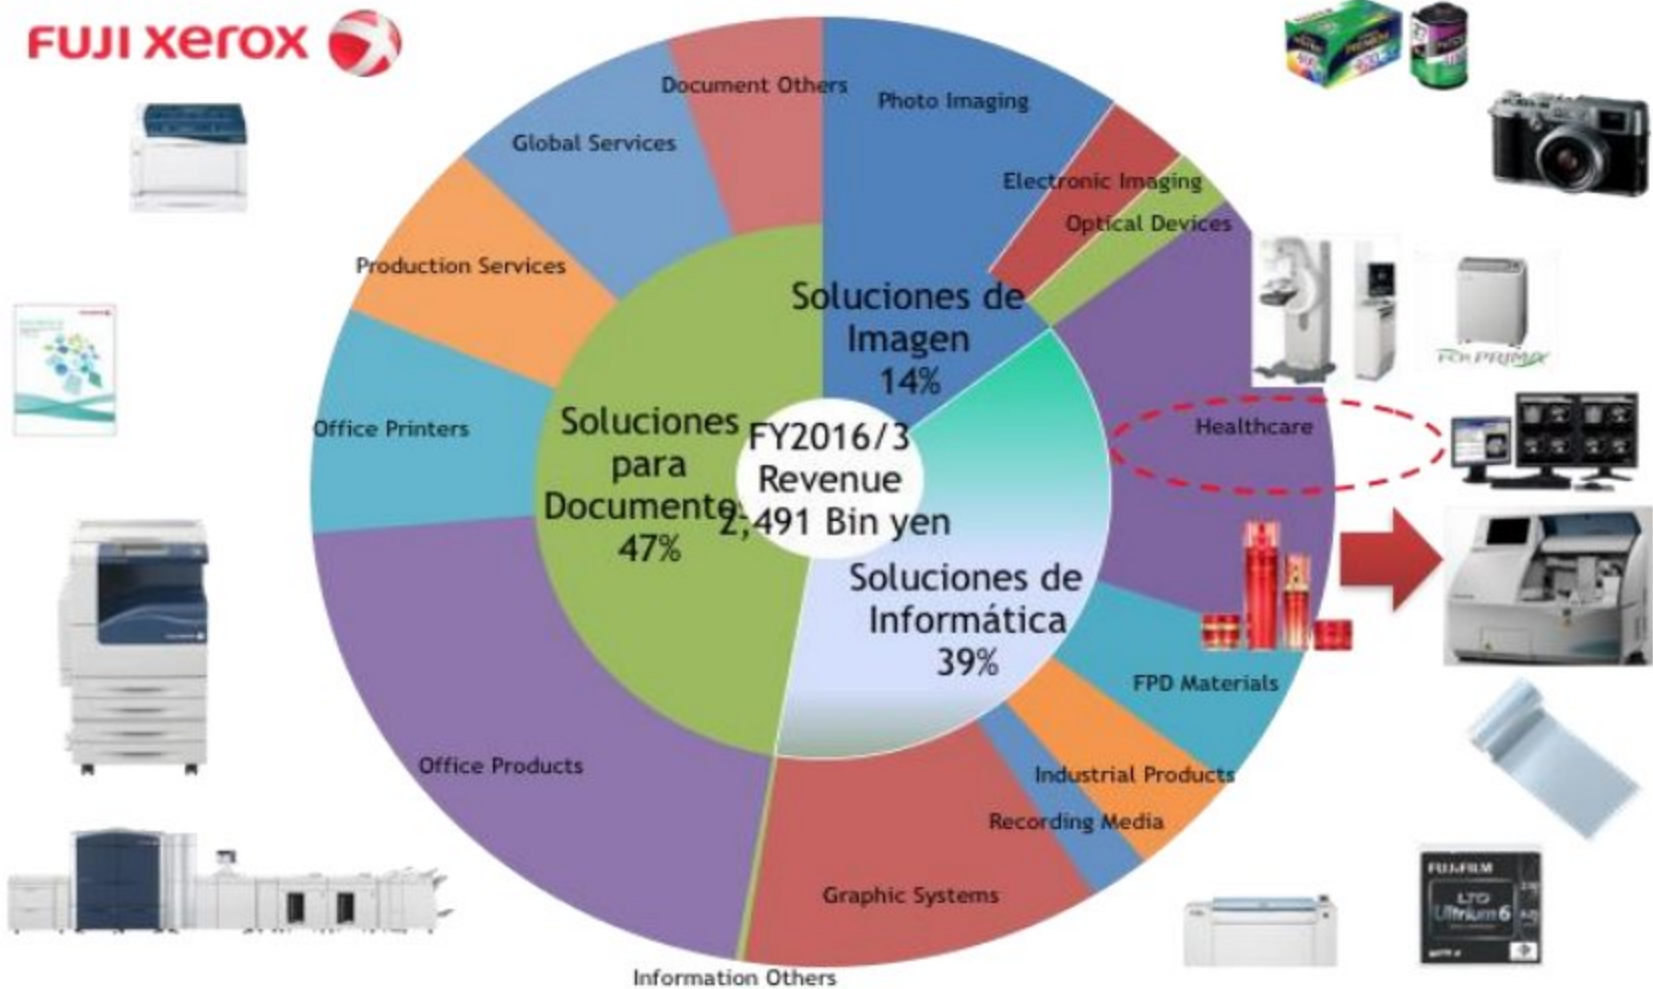 FUJI xerox
Document Others
Photo Imaging
Global Services
Electronic Imaging
Optical Devices
Production Services
Soluciones de
Imagen
14%
Healthcare
Office Printers
Soluciones
para
Documentos
47%
FY2016/3
Revenue
2,491 Bin yen
Soluciones de
Informática
39%
FPD Materials
Office Products
Industrial Products
Recording Media
Graphic Systems
Information Others
FUJIFILM
LTO
Ultrium 6